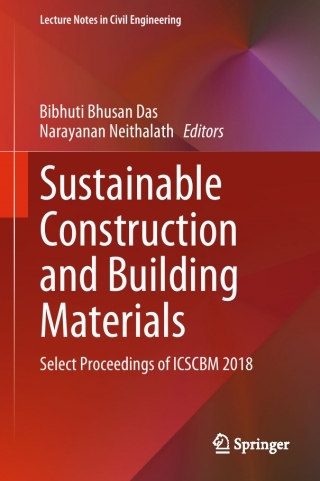 Lecture Notes in Civil Engineering
Bibhuti Bhusan Das
Narayanan Neithalath Editors
Sustainable
Construction
and Building
Materials
Select Proceedings of ICSCBM 2018
Springer